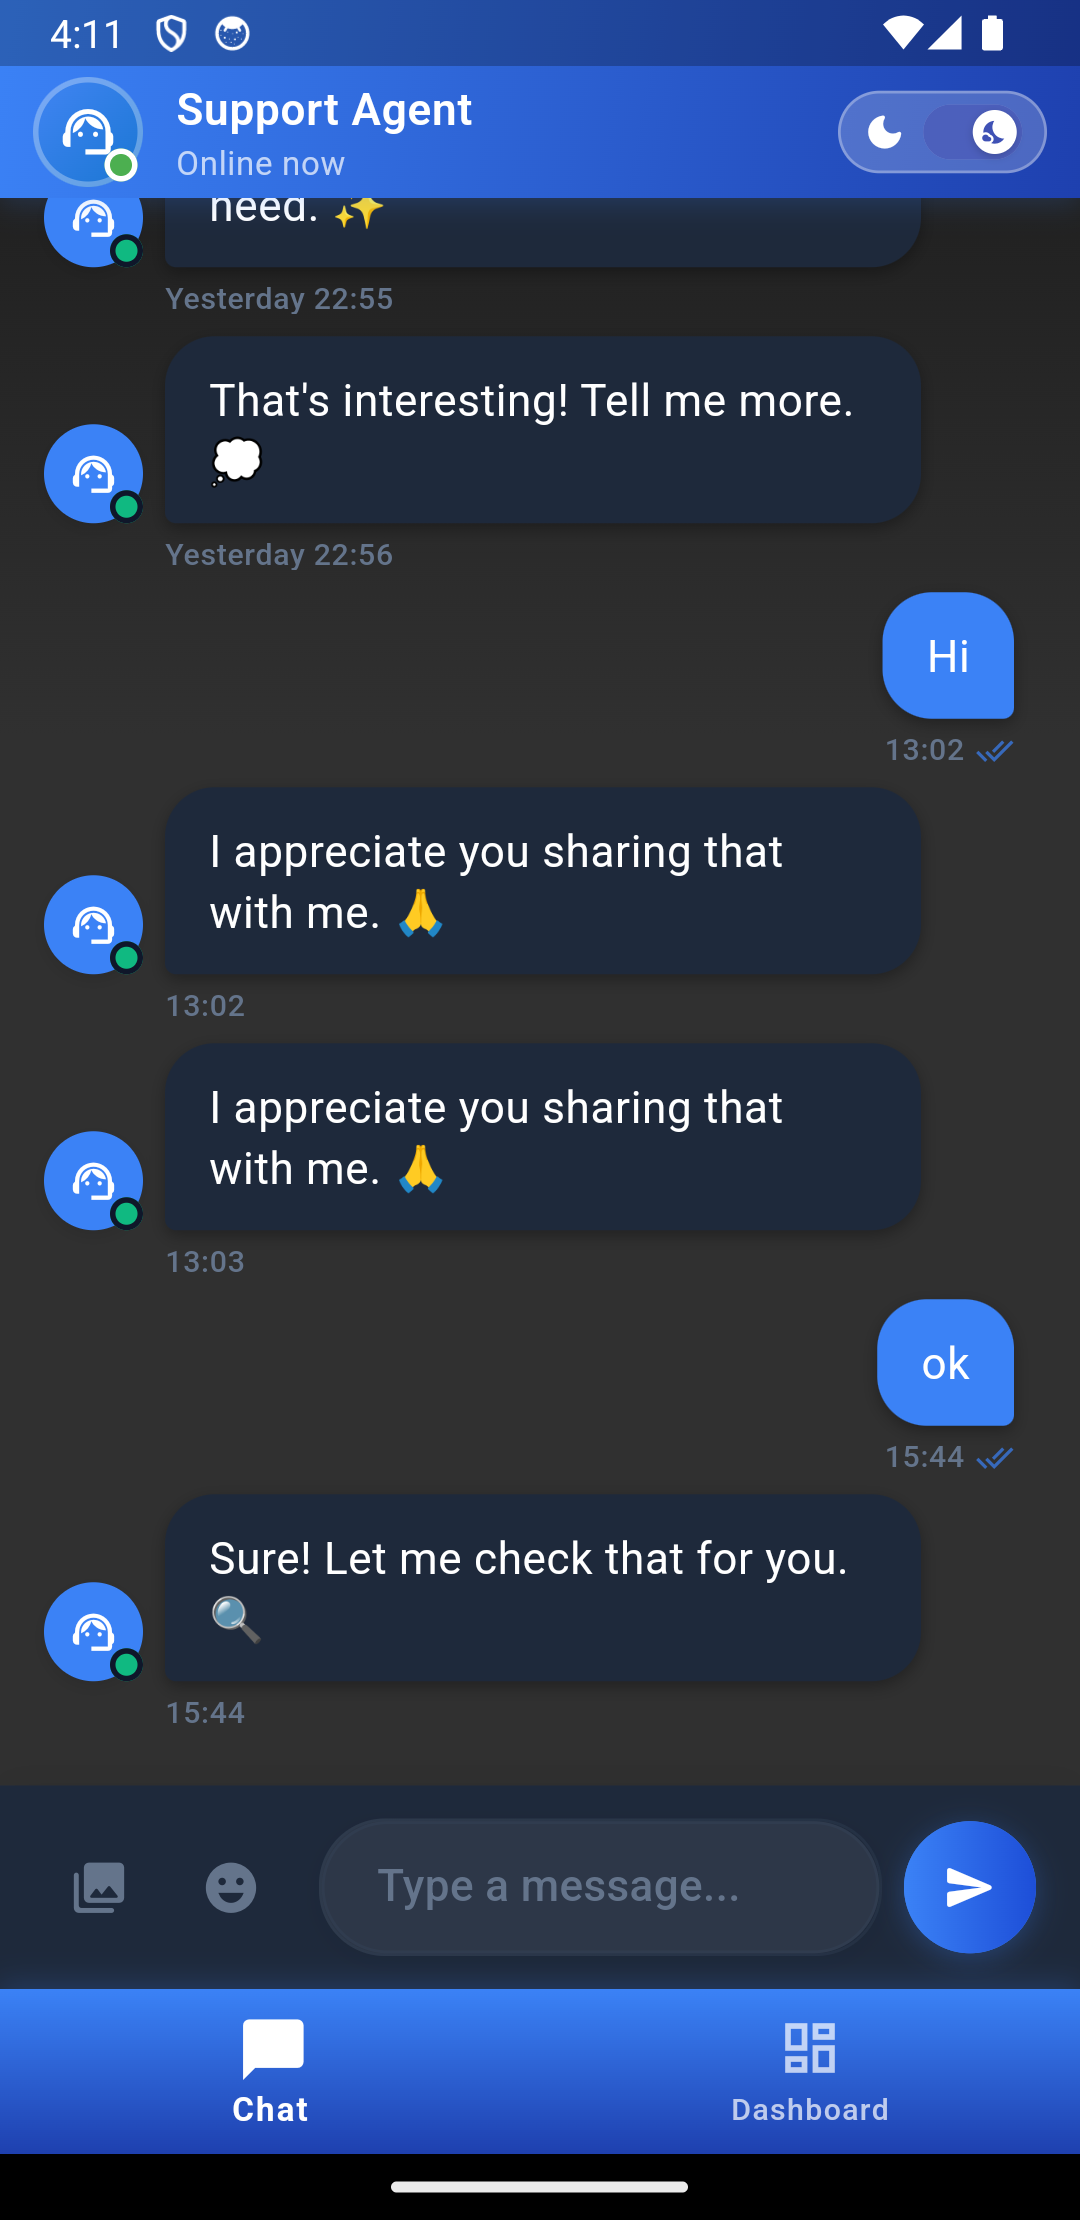 4:11
Support Agent
Online now
need. ✨
Yesterday 22:55
That's interesting! Tell me more.
💭
Yesterday 22:56
Hi
13:02
I appreciate you sharing that
with me. 🙏
13:02
I appreciate you sharing that
with me. 🙏
13:03
ok
15:44
Sure! Let me check that for you.
🔍
15:44
Type a message...
Chat
Dashboard